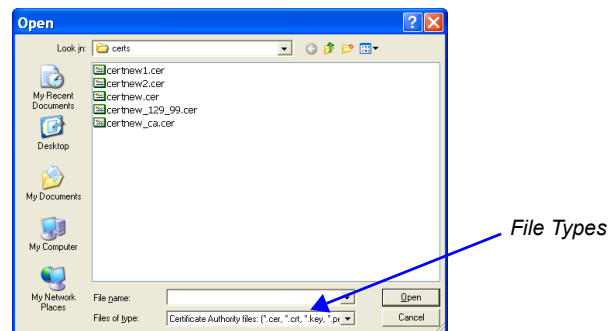 Open
Look in: certs
certnew1.cer
certnew2.cer
certnew.cer
certnew_129_99.cer
certnew_ca.cer
My Recent
Documents
Desktop
My Documents
My Computer
My Network
Places
File name:
Open
Files of type: Certificate Authority files: (*.cer, *.crt, *.key, *.pe
Cancel
File Types